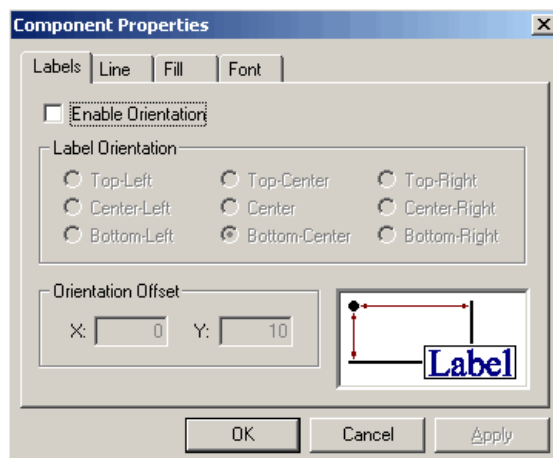 Component Properties
Labels Line Fill Font
Enable Orientation
Label Orientation
Top-Left Top-Center Top-Right
Center-Left Center Center-Right
Bottom-Left Bottom-Center Bottom-Right
Orientation Offset
X: 0 Y: 10
Label
OK Cancel Apply